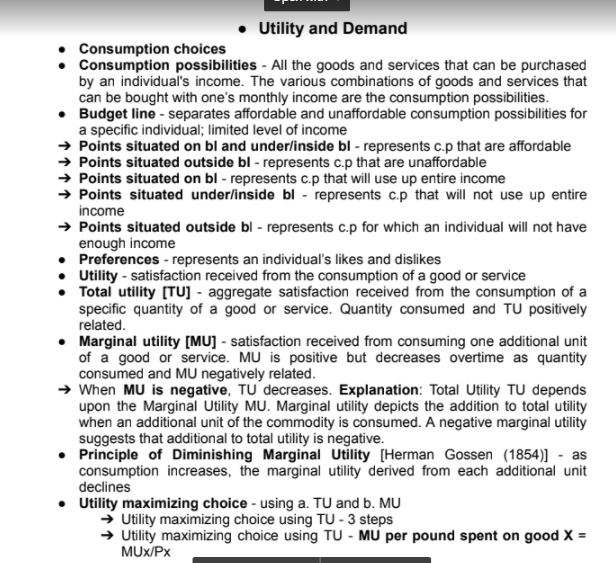 ● Utility and Demand
● Consumption choices
● Consumption possibilities - All the goods and services that can be purchased
by an individual's income. The various combinations of goods and services that
can be bought with one's monthly income are the consumption possibilities.
● Budget line - separates affordable and unaffordable consumption possibilities for
a specific individual; limited level of income
➔ Points situated on bl and under/inside bl - represents c.p that are affordable
➔ Points situated outside bl - represents c.p that are unaffordable
➔ Points situated on bl - represents c.p that will use up entire income
➔ Points situated under/inside bl - represents c.p that will not use up entire
income
➔ Points situated outside bl - represents c.p for which an individual will not have
enough income
● Preferences - represents an individual's likes and dislikes
● Utility - satisfaction received from the consumption of a good or service
● Total utility [TU] - aggregate satisfaction received from the consumption of a
specific quantity of a good or service. Quantity consumed and TU positively
related.
● Marginal utility [MU] - satisfaction received from consuming one additional unit
of a good or service. MU is positive but decreases overtime as quantity
consumed and MU negatively related.
➔ When MU is negative, TU decreases. Explanation: Total Utility TU depends
upon the Marginal Utility MU. Marginal utility depicts the addition to total utility
when an additional unit of the commodity is consumed. A negative marginal utility
suggests that additional to total utility is negative.
● Principle of Diminishing Marginal Utility [Herman Gossen (1854)] - as
consumption increases, the marginal utility derived from each additional unit
declines
● Utility maximizing choice - using a. TU and b. MU
➔ Utility maximizing choice using TU - 3 steps
➔ Utility maximizing choice using TU - MU per pound spent on good X =
MUx/Px